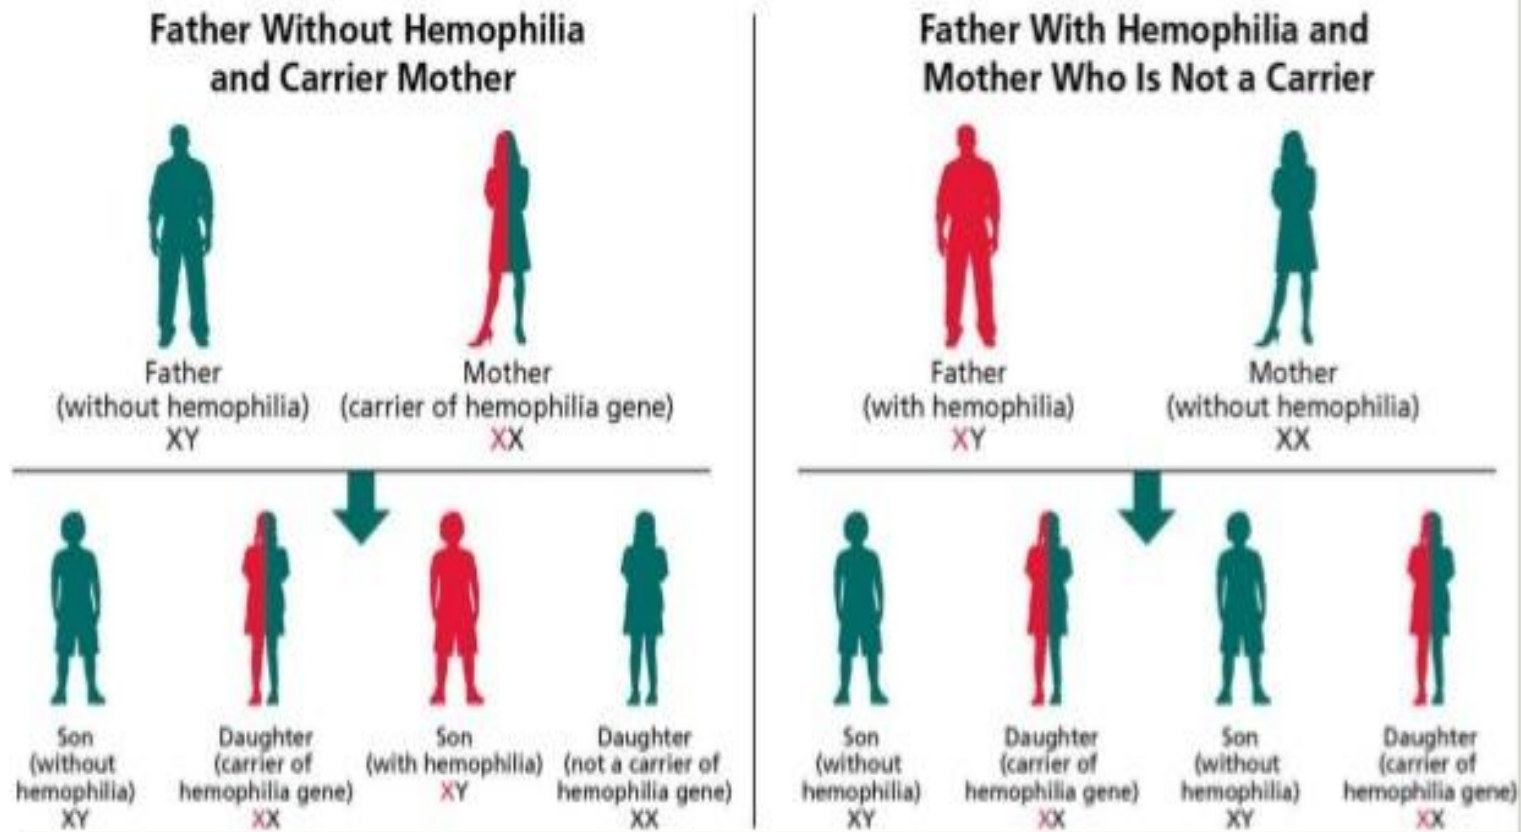 Father Without Hemophilia
and Carrier Mother
Father
(without hemophilia)
XY
Mother
(carrier of hemophilia gene)
XX
Son
(without
hemophilia)
XY
Daughter
(carrier of
hemophilia gene)
XX
Son
(with hemophilia)
XY
Daughter
(not a carrier of
hemophilia gene)
XX
Father With Hemophilia and
Mother Who Is Not a Carrier
Father
(with hemophilia)
XY
Mother
(without hemophilia)
XX
Son
(without
hemophilia)
XY
Daughter
(carrier of
hemophilia gene)
XX
Son
(without
hemophilia)
XY
Daughter
(carrier of
hemophilia gene)
XX